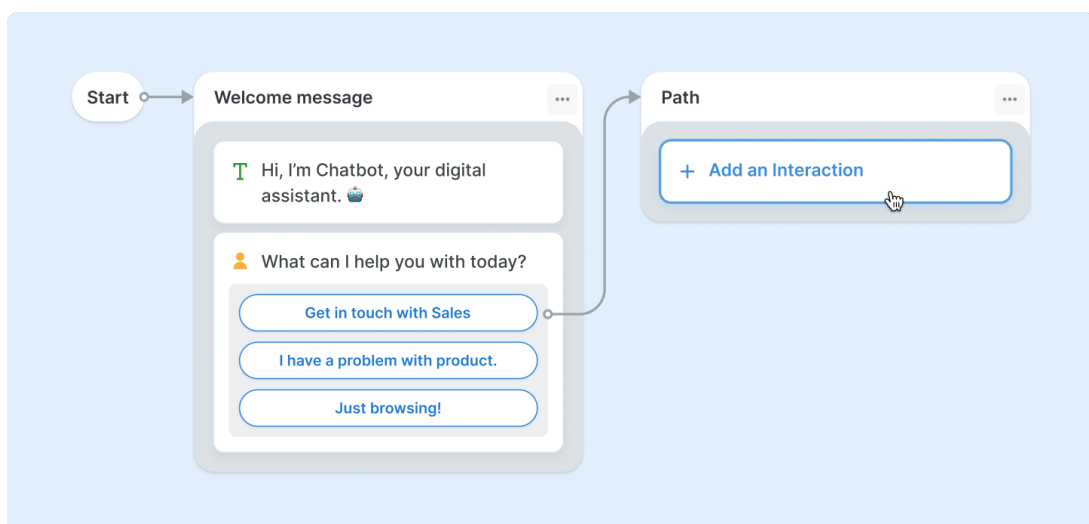 Start
Welcome message
Hi, I'm Chatbot, your digital
assistant. 🤖
What can I help you with today?
Get in touch with Sales
I have a problem with product.
Just browsing!
Path
+ Add an Interaction